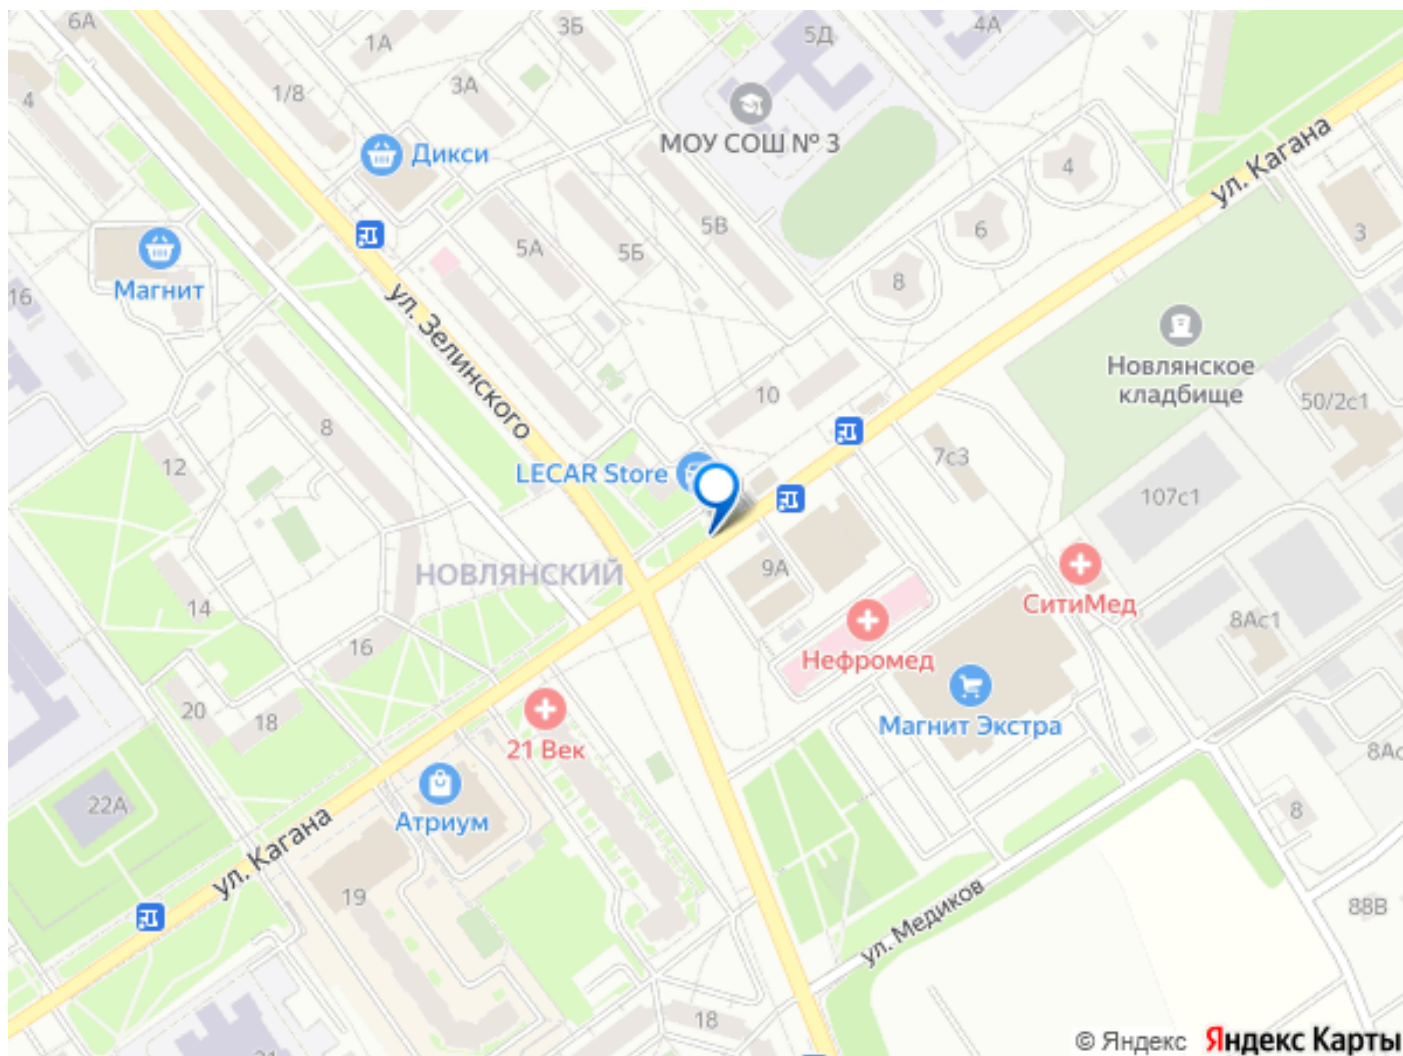 6А
3Б
5Д
4А
1А
3А
1/8
4
МОУ СОШ № 3
Дикси
ул. Кагана
4
5В
6
3
5А
5Б
8
16
Магнит
ул. Зелинского
Новлянское
кладбище
10
50/2с1
8
7с3
12
LECAR Store
107с1
НОВЛЯНСКИЙ
9А
СитиМед
14
8Ас1
16
Нефромед
20
18
Магнит Экстра
21 Век
8Ас
22А
Атриум
8
ул. Кагана
19
ул. Медиков
88В
18
© Яндекс Яндекс Карты